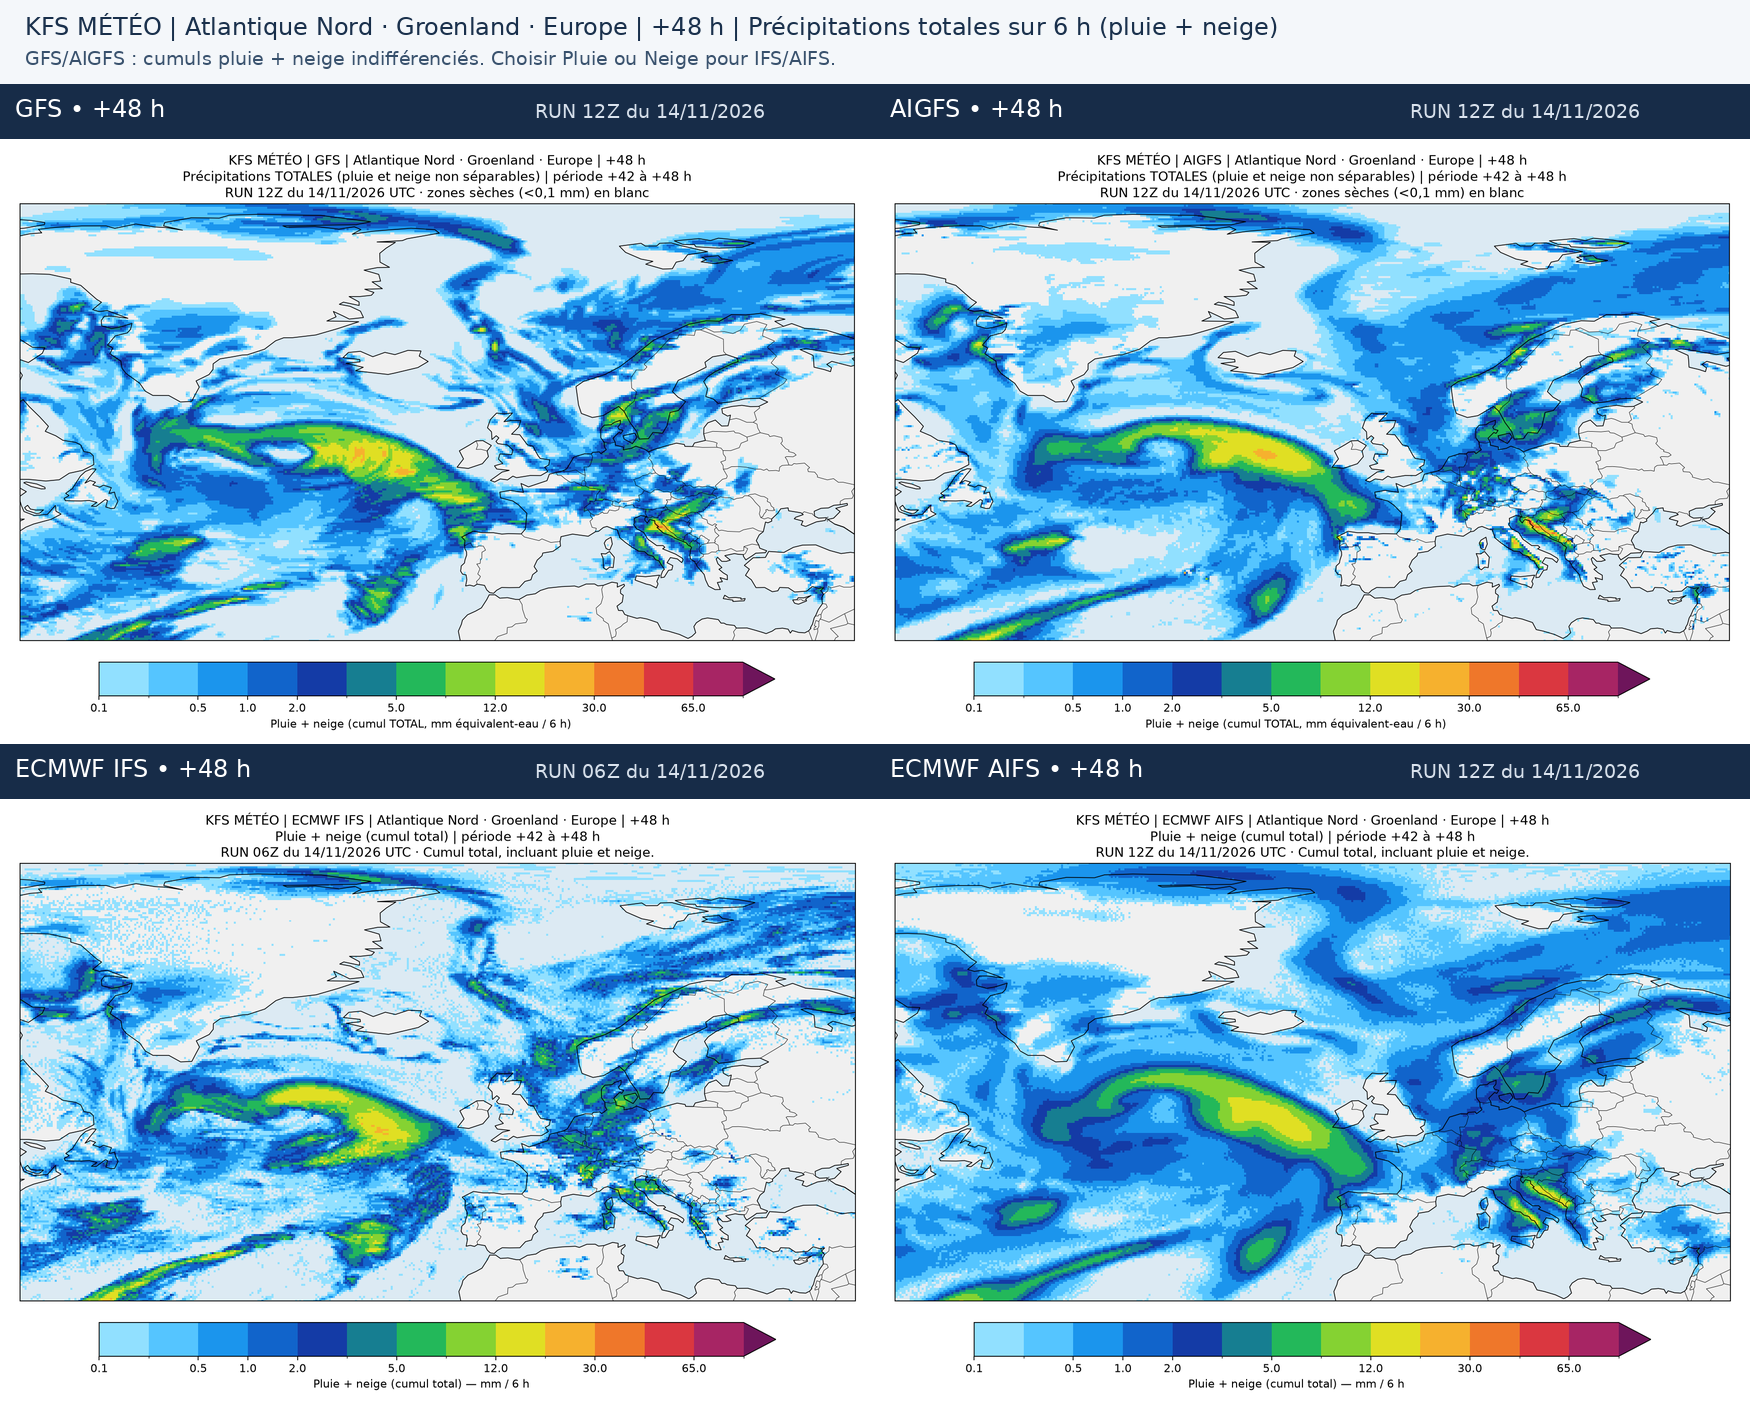 KFS MÉTÉO | Atlantique Nord · Groenland · Europe | +48 h | Précipitations totales sur 6 h (pluie + neige)
GFS/AIGFS : cumuls pluie + neige indifférenciés. Choisir Pluie ou Neige pour IFS/AIFS.
GFS • +48 h
RUN 12Z du 14/11/2026
AIGFS • +48 h
RUN 12Z du 14/11/2026
KFS MÉTÉO | GFS | Atlantique Nord · Groenland · Europe | +48 h
Précipitations TOTALES (pluie et neige non séparables) | période +42 à +48 h
RUN 12Z du 14/11/2026 UTC · zones sèches (<0,1 mm) en blanc
KFS MÉTÉO | AIGFS | Atlantique Nord · Groenland · Europe | +48 h
Précipitations TOTALES (pluie et neige non séparables) | période +42 à +48 h
RUN 12Z du 14/11/2026 UTC · zones sèches (<0,1 mm) en blanc
0.1 0.5 1.0 2.0 5.0 12.0 30.0 65.0
Pluie + neige (cumul TOTAL, mm équivalent-eau / 6 h)
0.1 0.5 1.0 2.0 5.0 12.0 30.0 65.0
Pluie + neige (cumul TOTAL, mm équivalent-eau / 6 h)
ECMWF IFS • +48 h
RUN 06Z du 14/11/2026
ECMWF AIFS • +48 h
RUN 12Z du 14/11/2026
KFS MÉTÉO | ECMWF IFS | Atlantique Nord · Groenland · Europe | +48 h
Pluie + neige (cumul total) | période +42 à +48 h
RUN 06Z du 14/11/2026 UTC · Cumul total, incluant pluie et neige.
KFS MÉTÉO | ECMWF AIFS | Atlantique Nord · Groenland · Europe | +48 h
Pluie + neige (cumul total) | période +42 à +48 h
RUN 12Z du 14/11/2026 UTC · Cumul total, incluant pluie et neige.
0.1 0.5 1.0 2.0 5.0 12.0 30.0 65.0
Pluie + neige (cumul total) — mm / 6 h
0.1 0.5 1.0 2.0 5.0 12.0 30.0 65.0
Pluie + neige (cumul total) — mm / 6 h